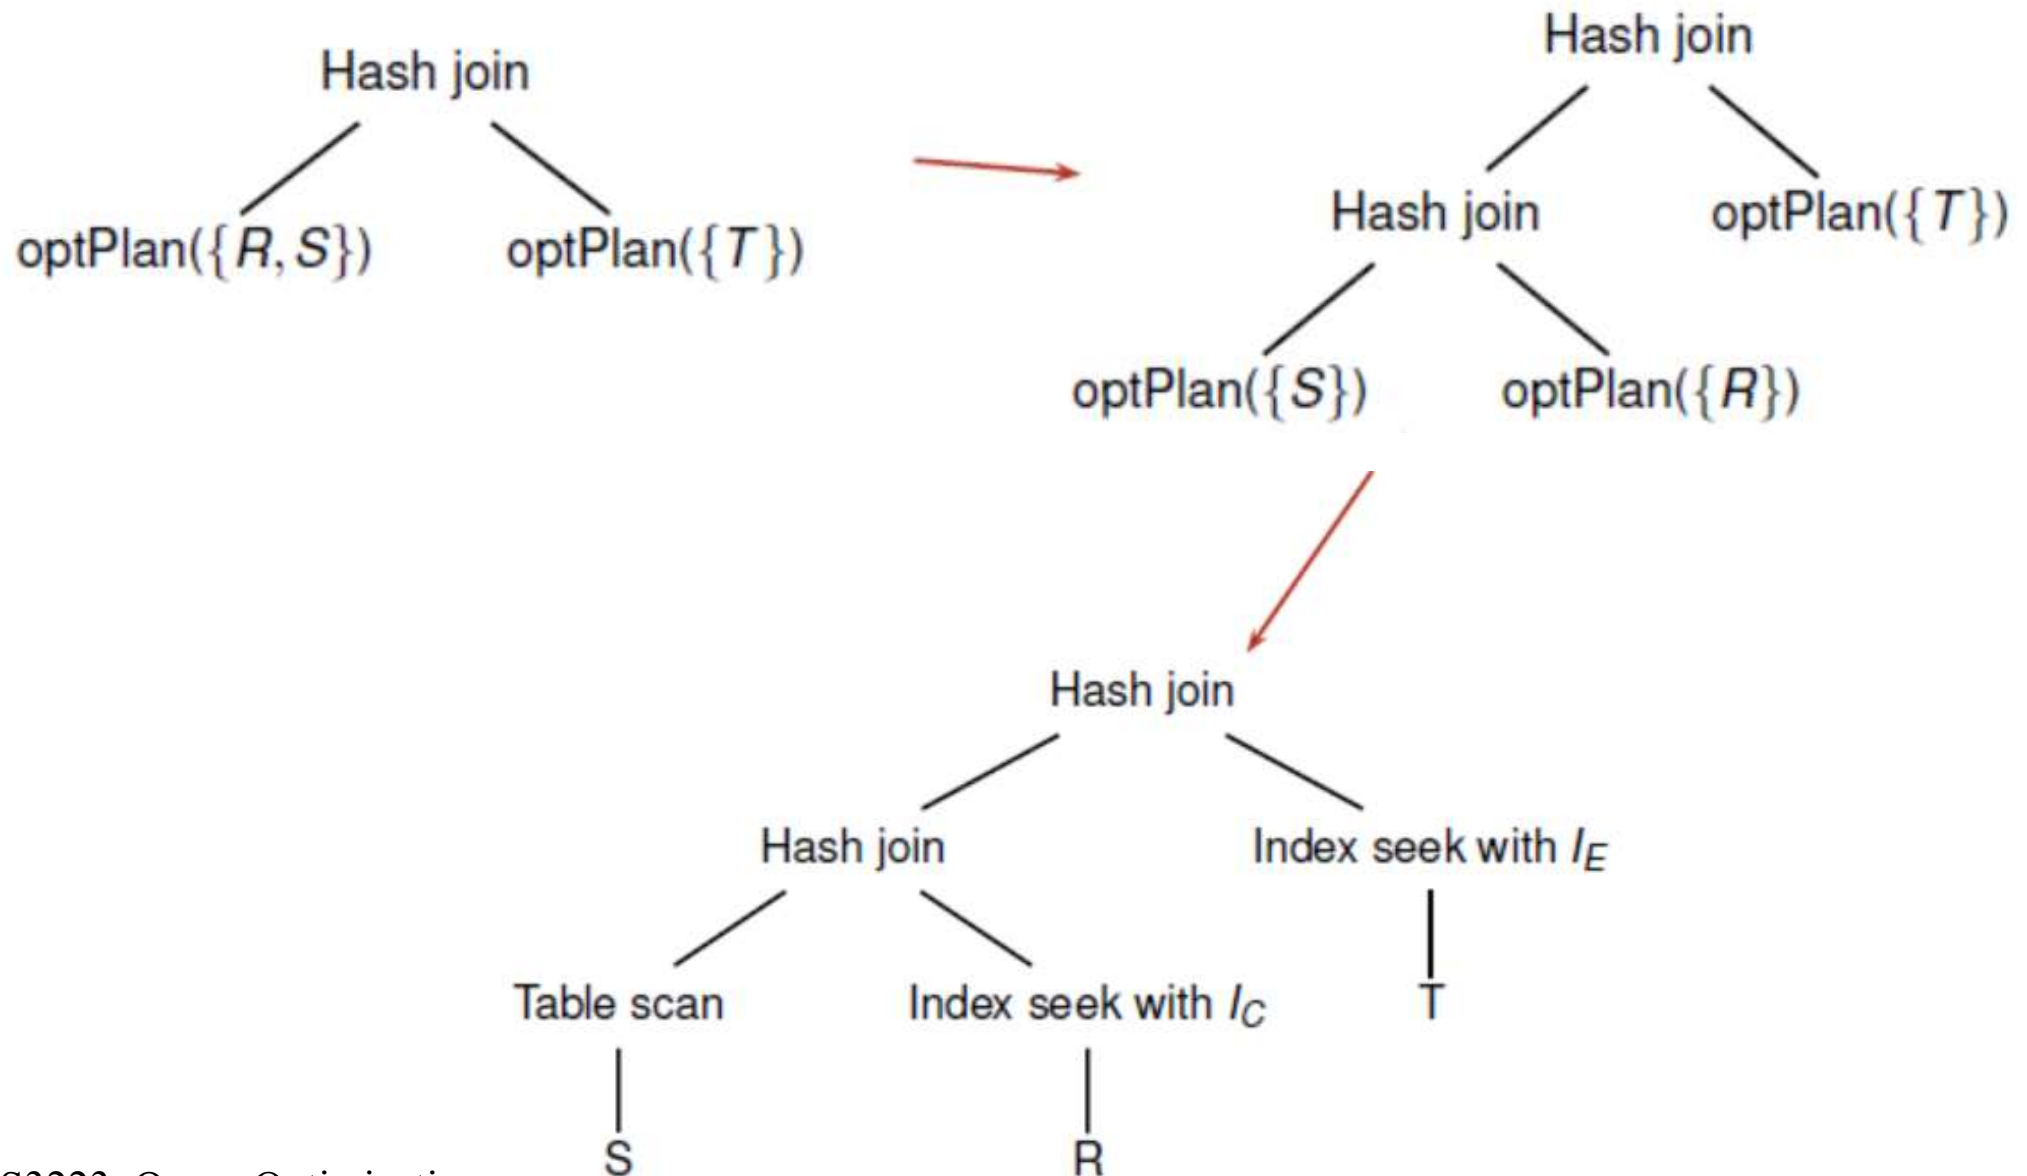 Hash join
optPlan({R, S})
optPlan({T})
Hash join
Hash join
optPlan({T})
optPlan({S})
optPlan({R})
Hash join
Hash join
Index seek with I_E
Table scan
Index seek with I_C
T
S
R